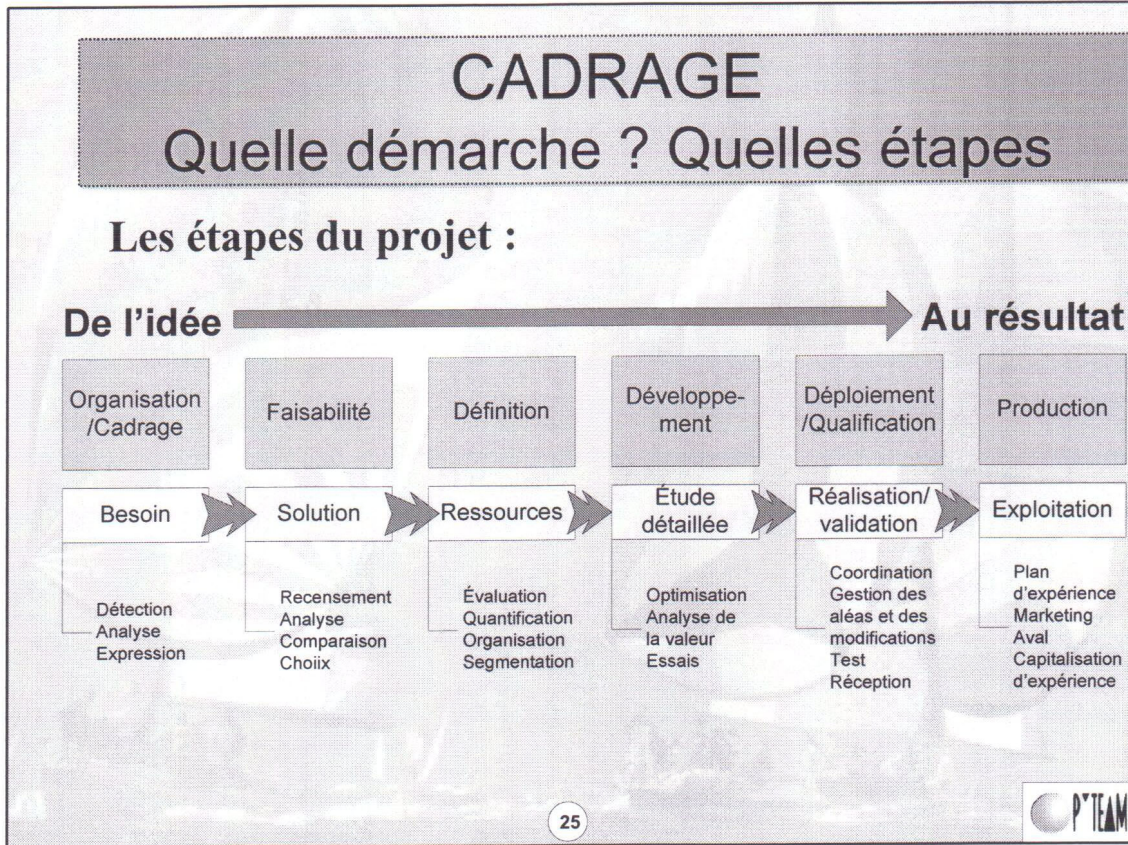 CADRAGE
Quelle démarche ? Quelles étapes
Les étapes du projet :
De l'idée
Au résultat
Organisation
/Cadrage
Faisabilité
Définition
Développe-
ment
Déploiement
/Qualification
Production
Besoin
Solution
Ressources
Étude
détaillée
Réalisation/
validation
Exploitation
Détection
Analyse
Expression
Recensement
Analyse
Comparaison
Choiix
Évaluation
Quantification
Organisation
Segmentation
Optimisation
Analyse de
la valeur
Essais
Coordination
Gestion des
aléas et des
modifications
Test
Réception
Plan
d'expérience
Marketing
Aval
Capitalisation
d'expérience
25
P'TEAM